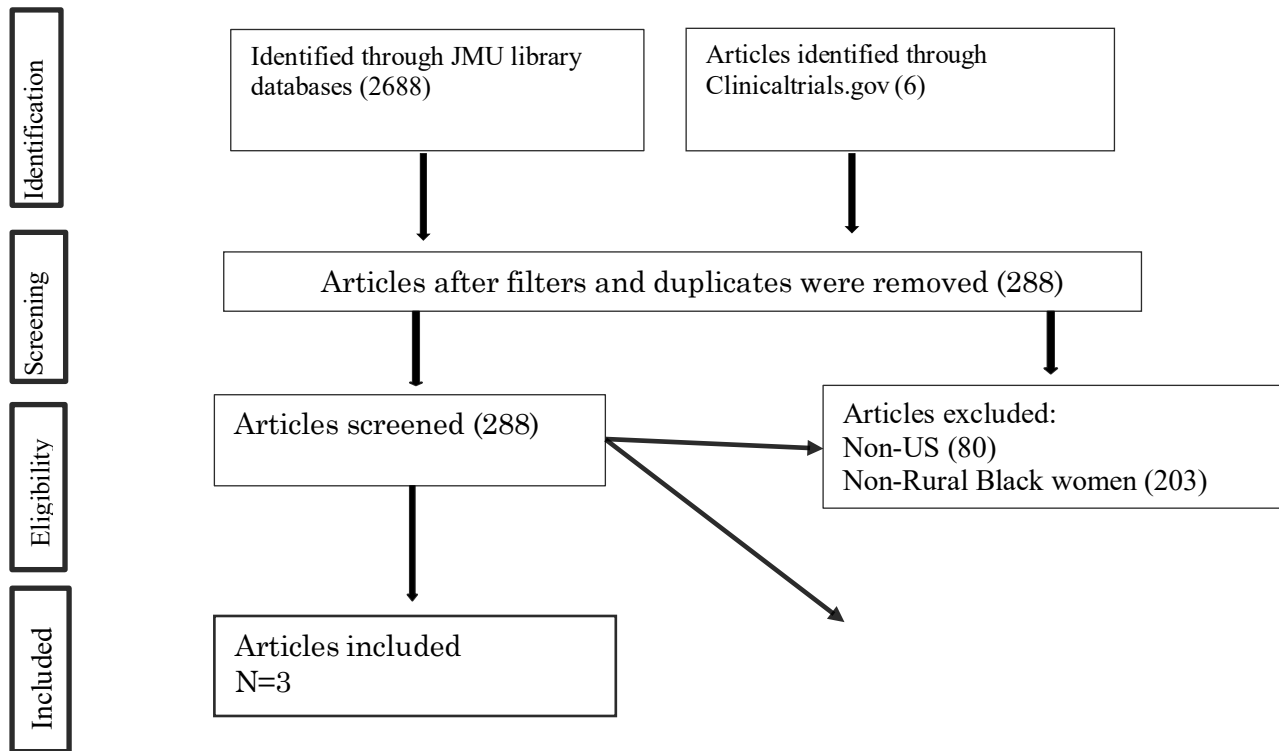 Identification
Identified through JMU library
databases (2688)
Articles identified through
Clinicaltrials.gov (6)
Screening
Articles after filters and duplicates were removed (288)
Eligibility
Articles screened (288)
Articles excluded:
Non-US (80)
Non-Rural Black women (203)
Included
Articles included
N=3